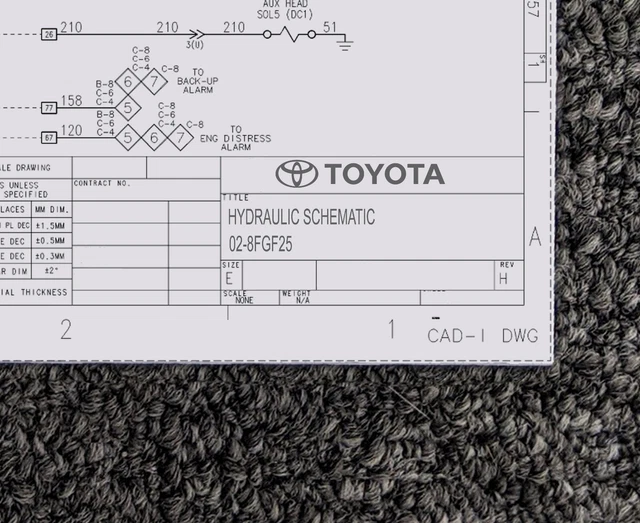 AUX HEAD
SOL5 (DC1)
26 210 210 210 51
3(U)
57
1
C-8
C-6
C-4
6 7 C-8
TO
BACK-UP
ALARM
B-8
C-6
C-4
77 158 5
C-8
C-6
C-4
B-8
C-6
C-4
67 120 5 6 7 C-8
TO
ENG DISTRESS
ALARM
ALE DRAWING
S UNLESS
SPECIFIED
LACES MM DIM.
PL DEC ±1.5MM
E DEC ±0.5MM
E DEC ±0.3MM
R DIM ±2°
IAL THICKNESS
CONTRACT NO.
TOYOTA
TITLE
HYDRAULIC SCHEMATIC
02-8FGF25
SIZE
E
REV
H
SCALE
NONE
WEIGHT
N/A
A
2
1
CAD-I DWG